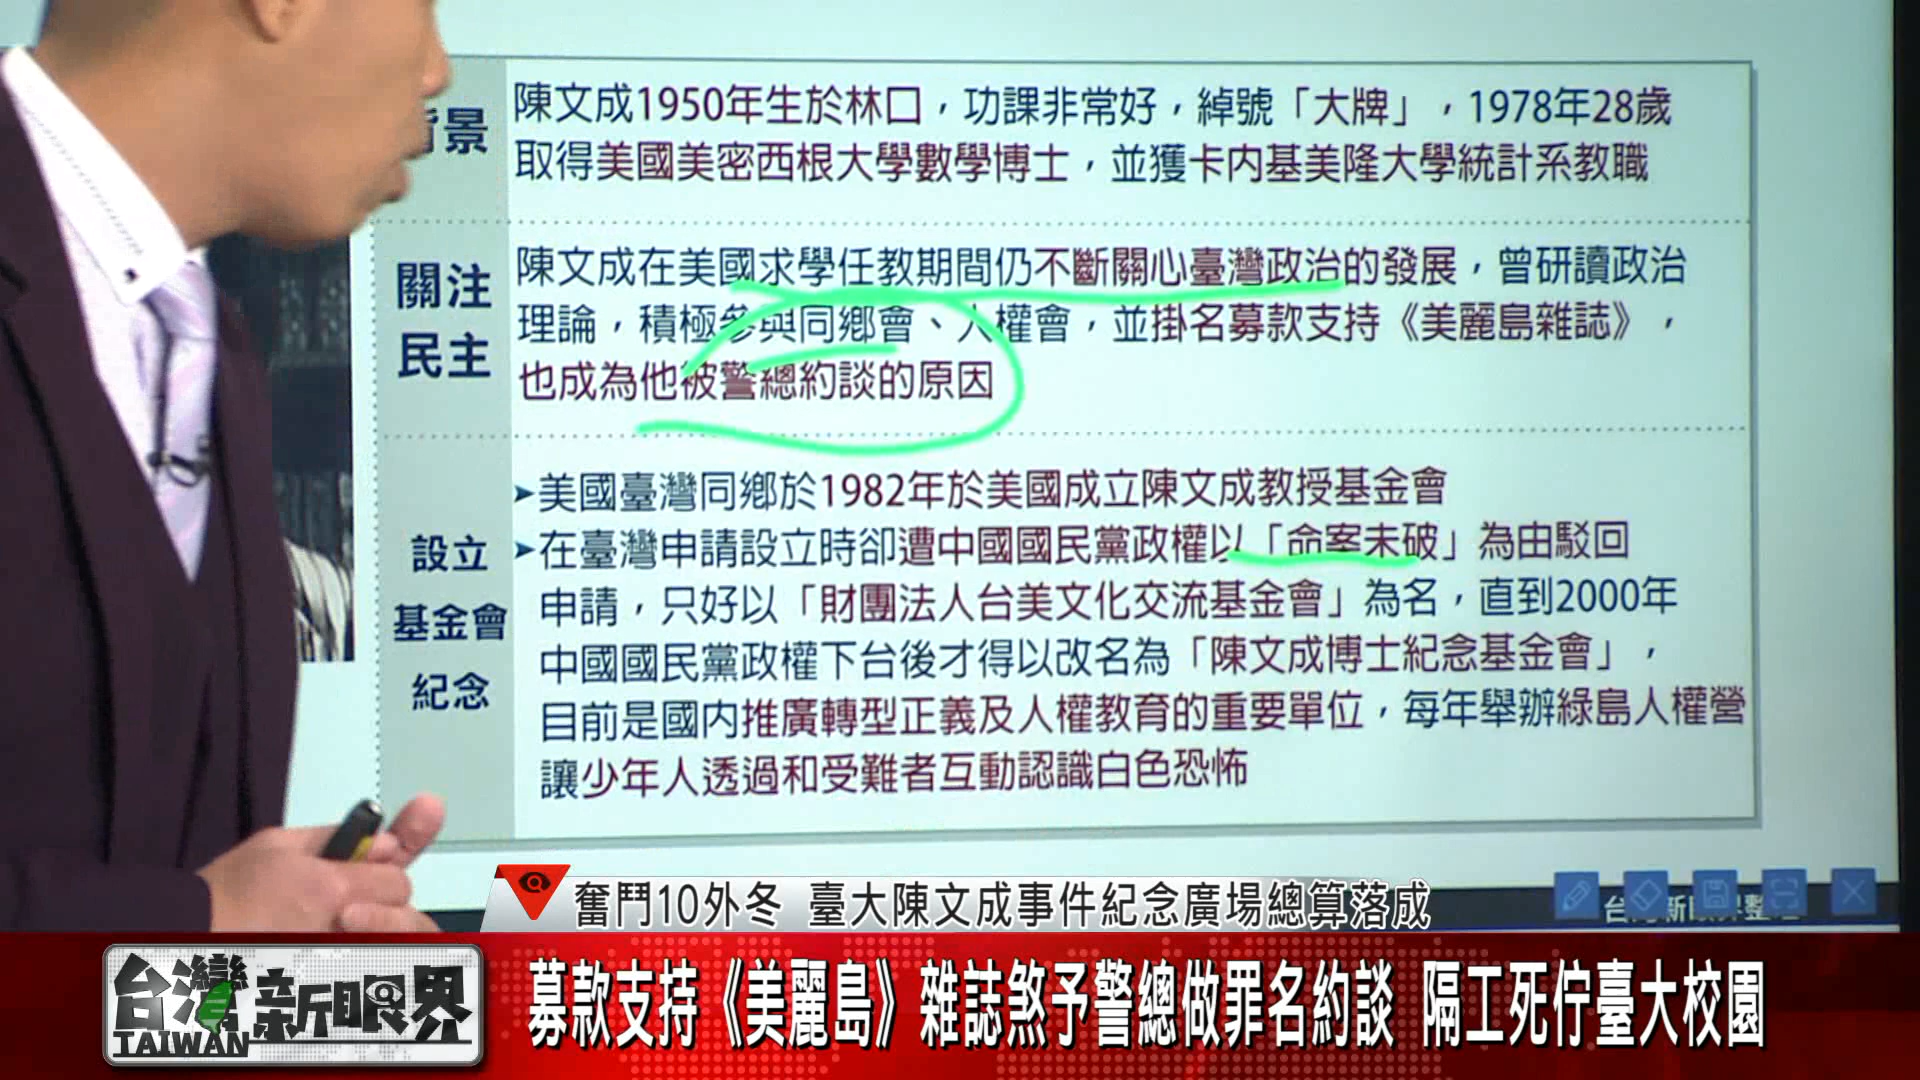 背景
陳文成1950年生於林口，功課非常好，綽號「大牌」，1978年28歲
取得美國美密西根大學數學博士，並獲卡内基美隆大學統計系教職
關注
民主
陳文成在美國求學任教期間仍不斷關心臺灣政治的發展，曾研讀政治
理論，積極參與同鄉會、人權會，並掛名募款支持《美麗島雜誌》，
也成為他被警總約談的原因
設立
基金會
紀念
➤美國臺灣同鄉於1982年於美國成立陳文成教授基金會
➤在臺灣申請設立時卻遭中國國民黨政權以「命案未破」為由駁回
申請，只好以「財團法人台美文化交流基金會」為名，直到2000年
中國國民黨政權下台後才得以改名為「陳文成博士紀念基金會」，
目前是國内推廣轉型正義及人權教育的重要單位，每年舉辦綠島人權營
讓少年人透過和受難者互動認識白色恐怖
台灣新眼界整理
奮鬥10外冬 臺大陳文成事件紀念廣場總算落成
台灣新眼界
TAIWAN
募款支持《美麗島》雜誌煞予警總做罪名約談 隔工死佇臺大校園